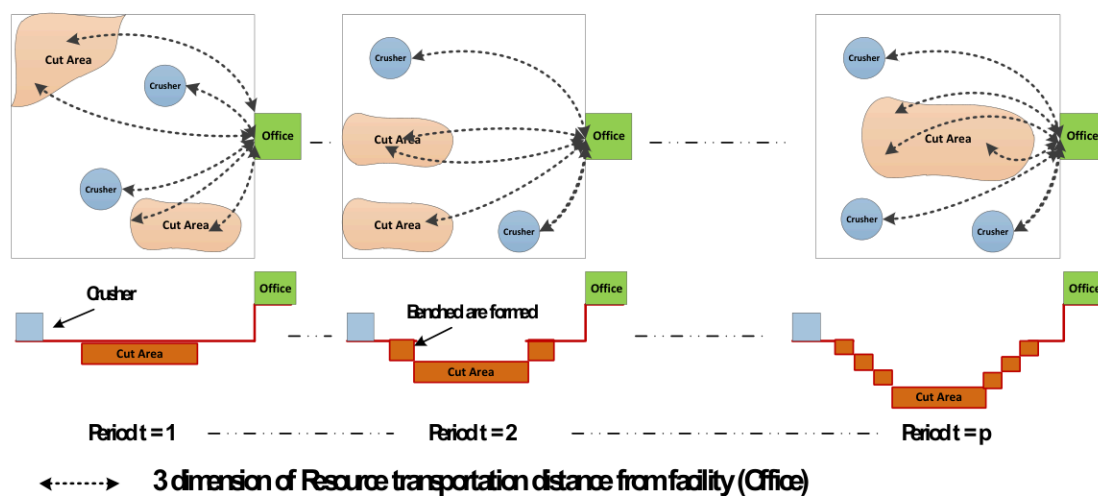 Cut Area
Crusher
Office
Crusher
Cut Area
Crusher
Cut Area
Office
Cut Area
Crusher
Crusher
Cut Area
Office
Crusher
Crusher
Crusher
Office
Cut Area
Benched are formed
Office
Cut Area
Office
Cut Area
Period t = 1
Period t = 2
Period t = p
3 dimension of Resource transportation distance from facility (Office)